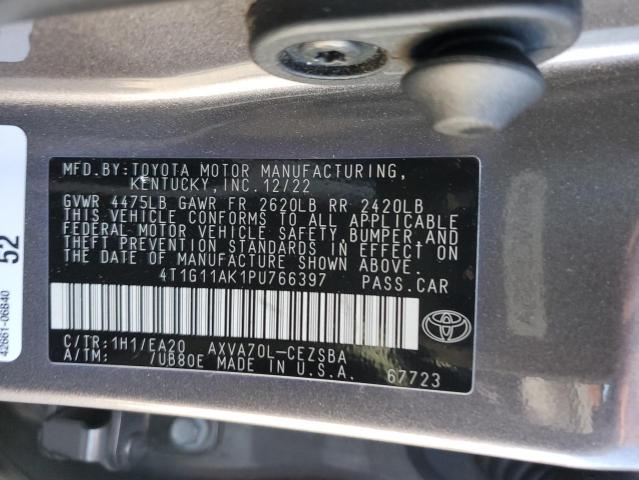 MFD.BY:TOYOTA MOTOR MANUFACTURING,
KENTUCKY, INC. 12/22
GVWR 4475LB GAWR FR 2620LB RR 2420LB
THIS VEHICLE CONFORMS TO ALL APPLICABLE
FEDERAL MOTOR VEHICLE SAFETY, BUMPER, AND
THEFT PREVENTION STANDARDS IN EFFECT ON
THE DATE OF MANUFACTURE SHOWN ABOVE.
4T1G11AK1PU766397 PASS.CAR
C/TR:1H1/EA20 AXVA70L-CEZSBA
A/TM: 7UB80E MADE IN U.S.A. 67723
52
42661-06B40